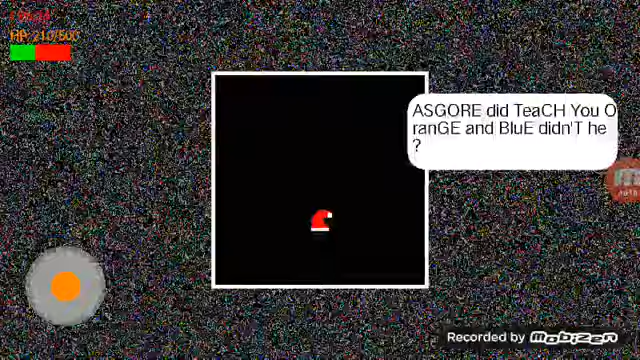 HP: 210/500
ASGORE did TeaCH You O
ranGE and BluE didn'T he
?
Recorded by Mobizen